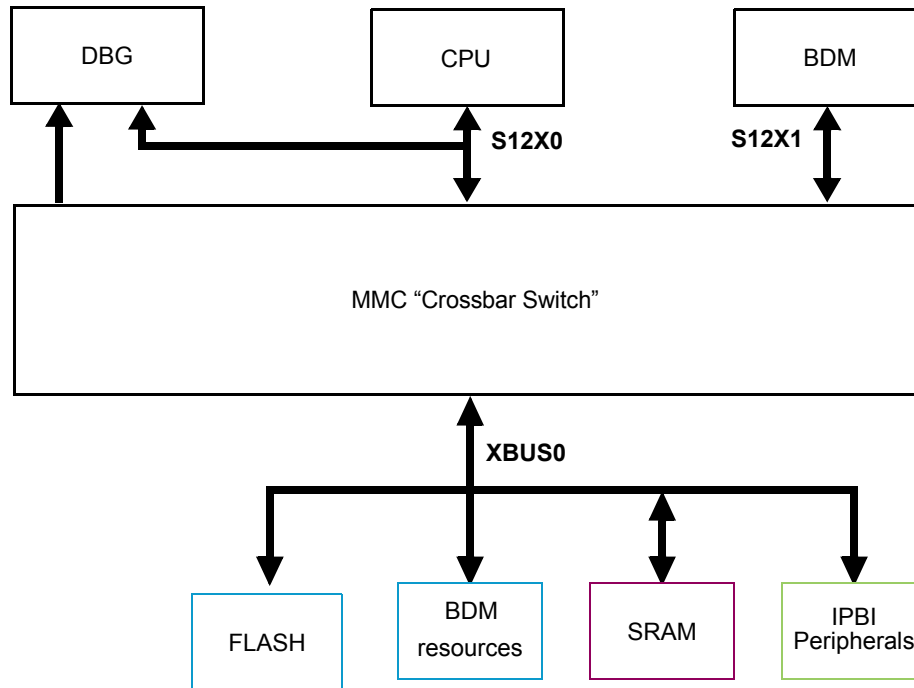 DBG
CPU
BDM
S12X0
S12X1
MMC “Crossbar Switch”
XBUS0
FLASH
BDM
resources
SRAM
IPBI
Peripherals